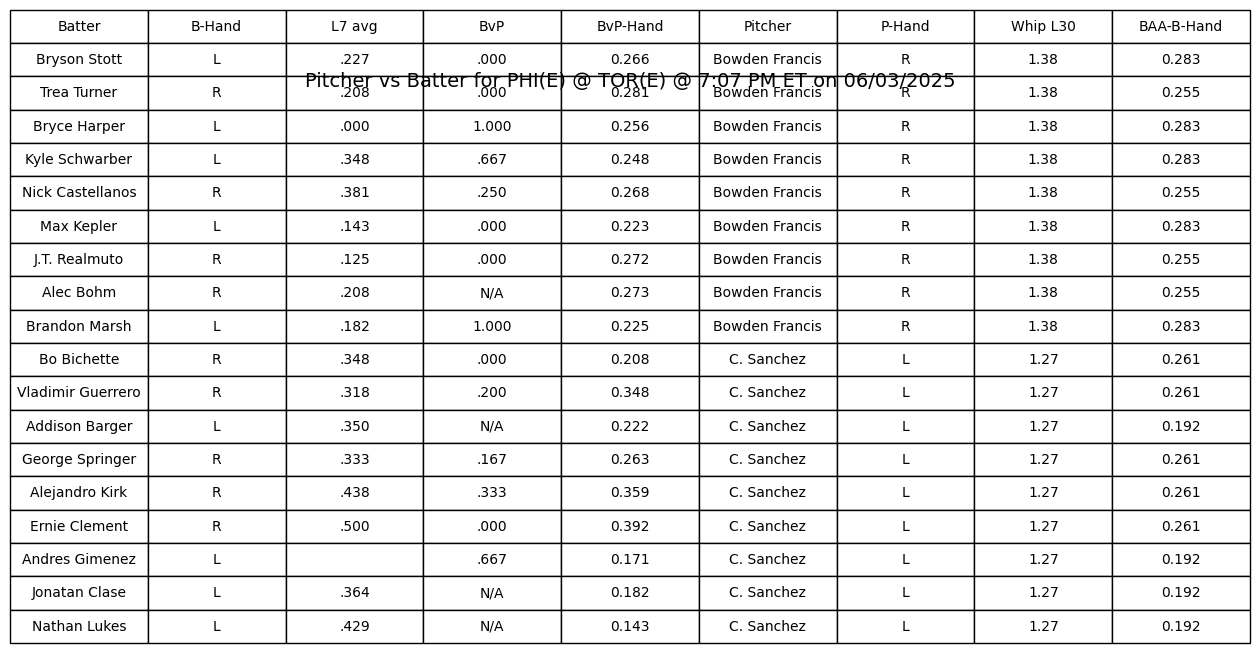 Batter B-Hand L7 avg BvP BvP-Hand Pitcher P-Hand Whip L30 BAA-B-Hand
Bryson Stott L .227 .000 0.266 Bowden Francis R 1.38 0.283
Pitcher vs Batter for PHI(E) @ TOR(E) @ 7:07 PM ET on 06/03/2025
Trea Turner R .208 .000 0.281 Bowden Francis R 1.38 0.255
Bryce Harper L .000 1.000 0.256 Bowden Francis R 1.38 0.283
Kyle Schwarber L .348 .667 0.248 Bowden Francis R 1.38 0.283
Nick Castellanos R .381 .250 0.268 Bowden Francis R 1.38 0.255
Max Kepler L .143 .000 0.223 Bowden Francis R 1.38 0.283
J.T. Realmuto R .125 .000 0.272 Bowden Francis R 1.38 0.255
Alec Bohm R .208 N/A 0.273 Bowden Francis R 1.38 0.255
Brandon Marsh L .182 1.000 0.225 Bowden Francis R 1.38 0.283
Bo Bichette R .348 .000 0.208 C. Sanchez L 1.27 0.261
Vladimir Guerrero R .318 .200 0.348 C. Sanchez L 1.27 0.261
Addison Barger L .350 N/A 0.222 C. Sanchez L 1.27 0.192
George Springer R .333 .167 0.263 C. Sanchez L 1.27 0.261
Alejandro Kirk R .438 .333 0.359 C. Sanchez L 1.27 0.261
Ernie Clement R .500 .000 0.392 C. Sanchez L 1.27 0.261
Andres Gimenez L .667 0.171 C. Sanchez L 1.27 0.192
Jonatan Clase L .364 N/A 0.182 C. Sanchez L 1.27 0.192
Nathan Lukes L .429 N/A 0.143 C. Sanchez L 1.27 0.192